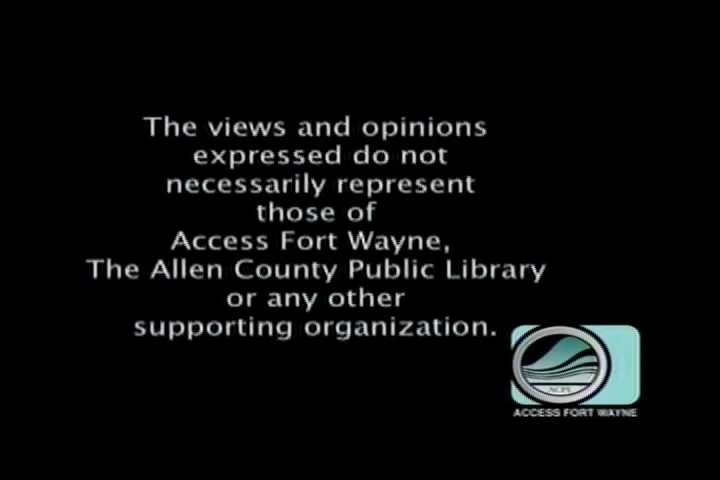 The views and opinions
expressed do not
necessarily represent
those of
Access Fort Wayne,
The Allen County Public Library
or any other
supporting organization.
ACPL
ACCESS FORT WAYNE